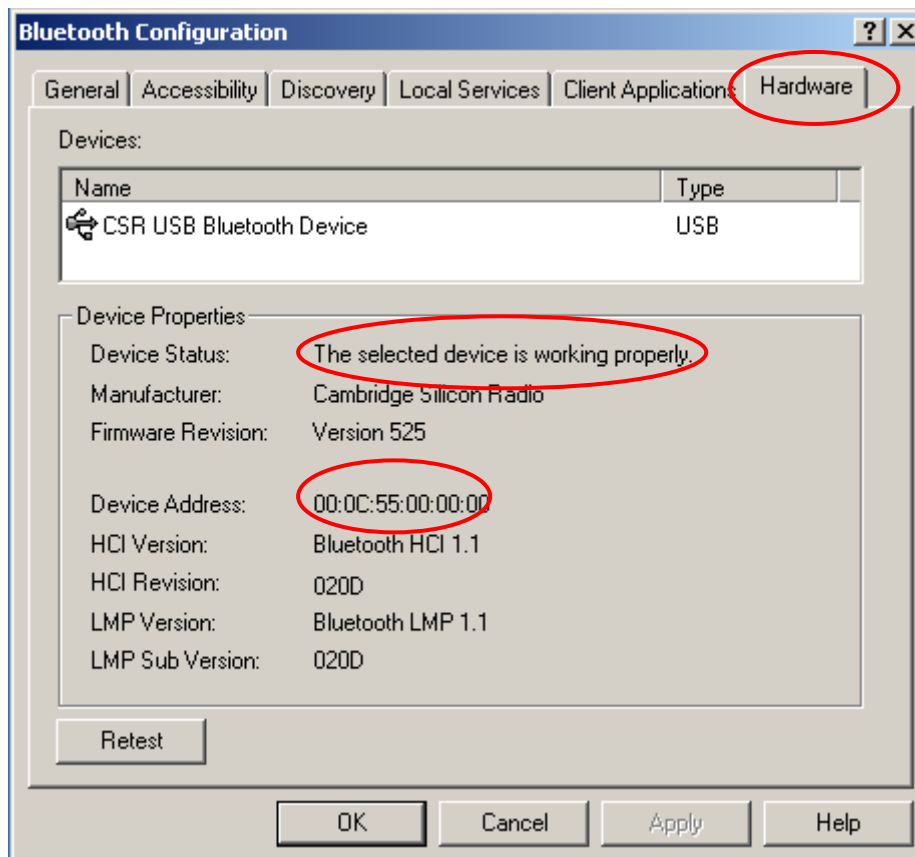 Bluetooth Configuration
General Accessibility Discovery Local Services Client Applications Hardware
Devices:
Name Type
CSR USB Bluetooth Device USB
Device Properties
Device Status: The selected device is working properly.
Manufacturer: Cambridge Silicon Radio
Firmware Revision: Version 525
Device Address: 00:0C:55:00:00:00
HCI Version: Bluetooth HCI 1.1
HCI Revision: 020D
LMP Version: Bluetooth LMP 1.1
LMP Sub Version: 020D
Retest
OK Cancel Apply Help